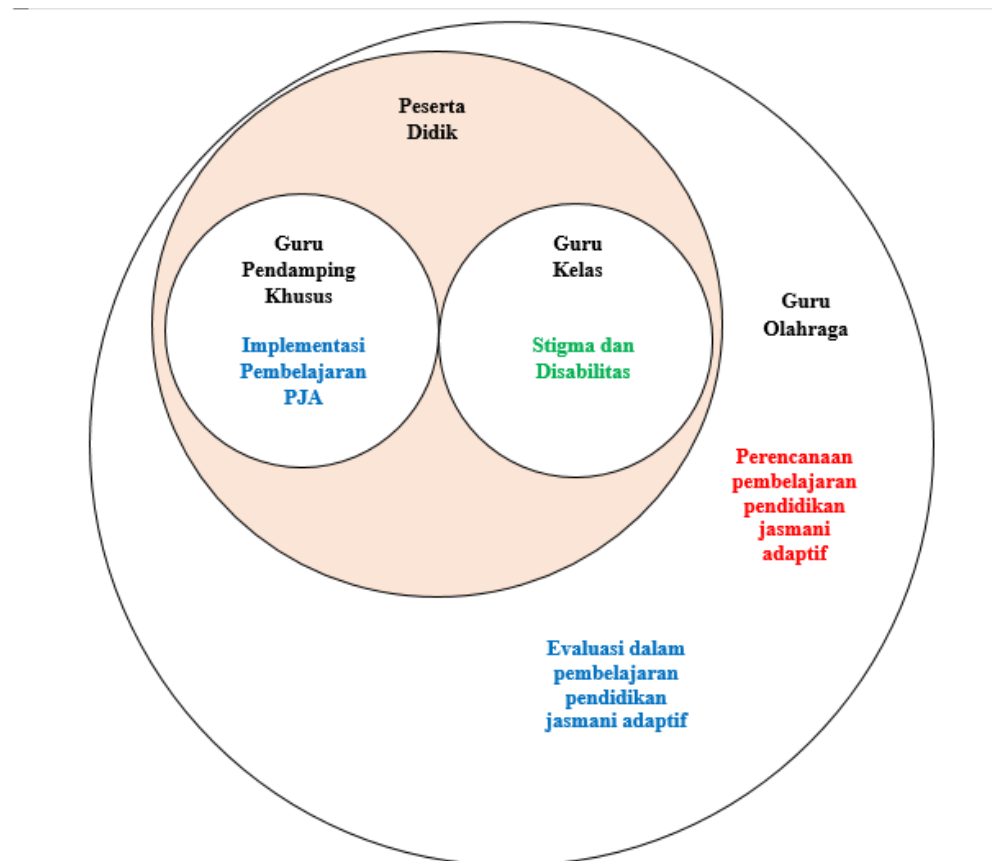 Peserta
Didik
Guru
Pendamping
Khusus
Implementasi
Pembelajaran
PJA
Guru
Kelas
Stigma dan
Disabilitas
Guru
Olahraga
Perencanaan
pembelajaran
pendidikan
jasmani
adaptif
Evaluasi dalam
pembelajaran
pendidikan
jasmani adaptif